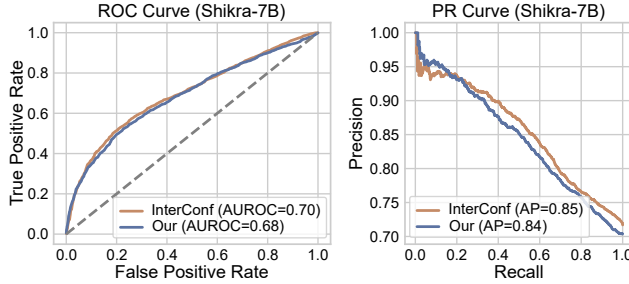 ROC Curve (Shikra-7B)
True Positive Rate
1.0
0.8
0.6
0.4
0.2
0.0
InterConf (AUROC=0.70)
Our (AUROC=0.68)
0.0 0.2 0.4 0.6 0.8 1.0
False Positive Rate
PR Curve (Shikra-7B)
Precision
1.00
0.95
0.90
0.85
0.80
0.75
0.70
InterConf (AP=0.85)
Our (AP=0.84)
0.0 0.2 0.4 0.6 0.8 1.0
Recall